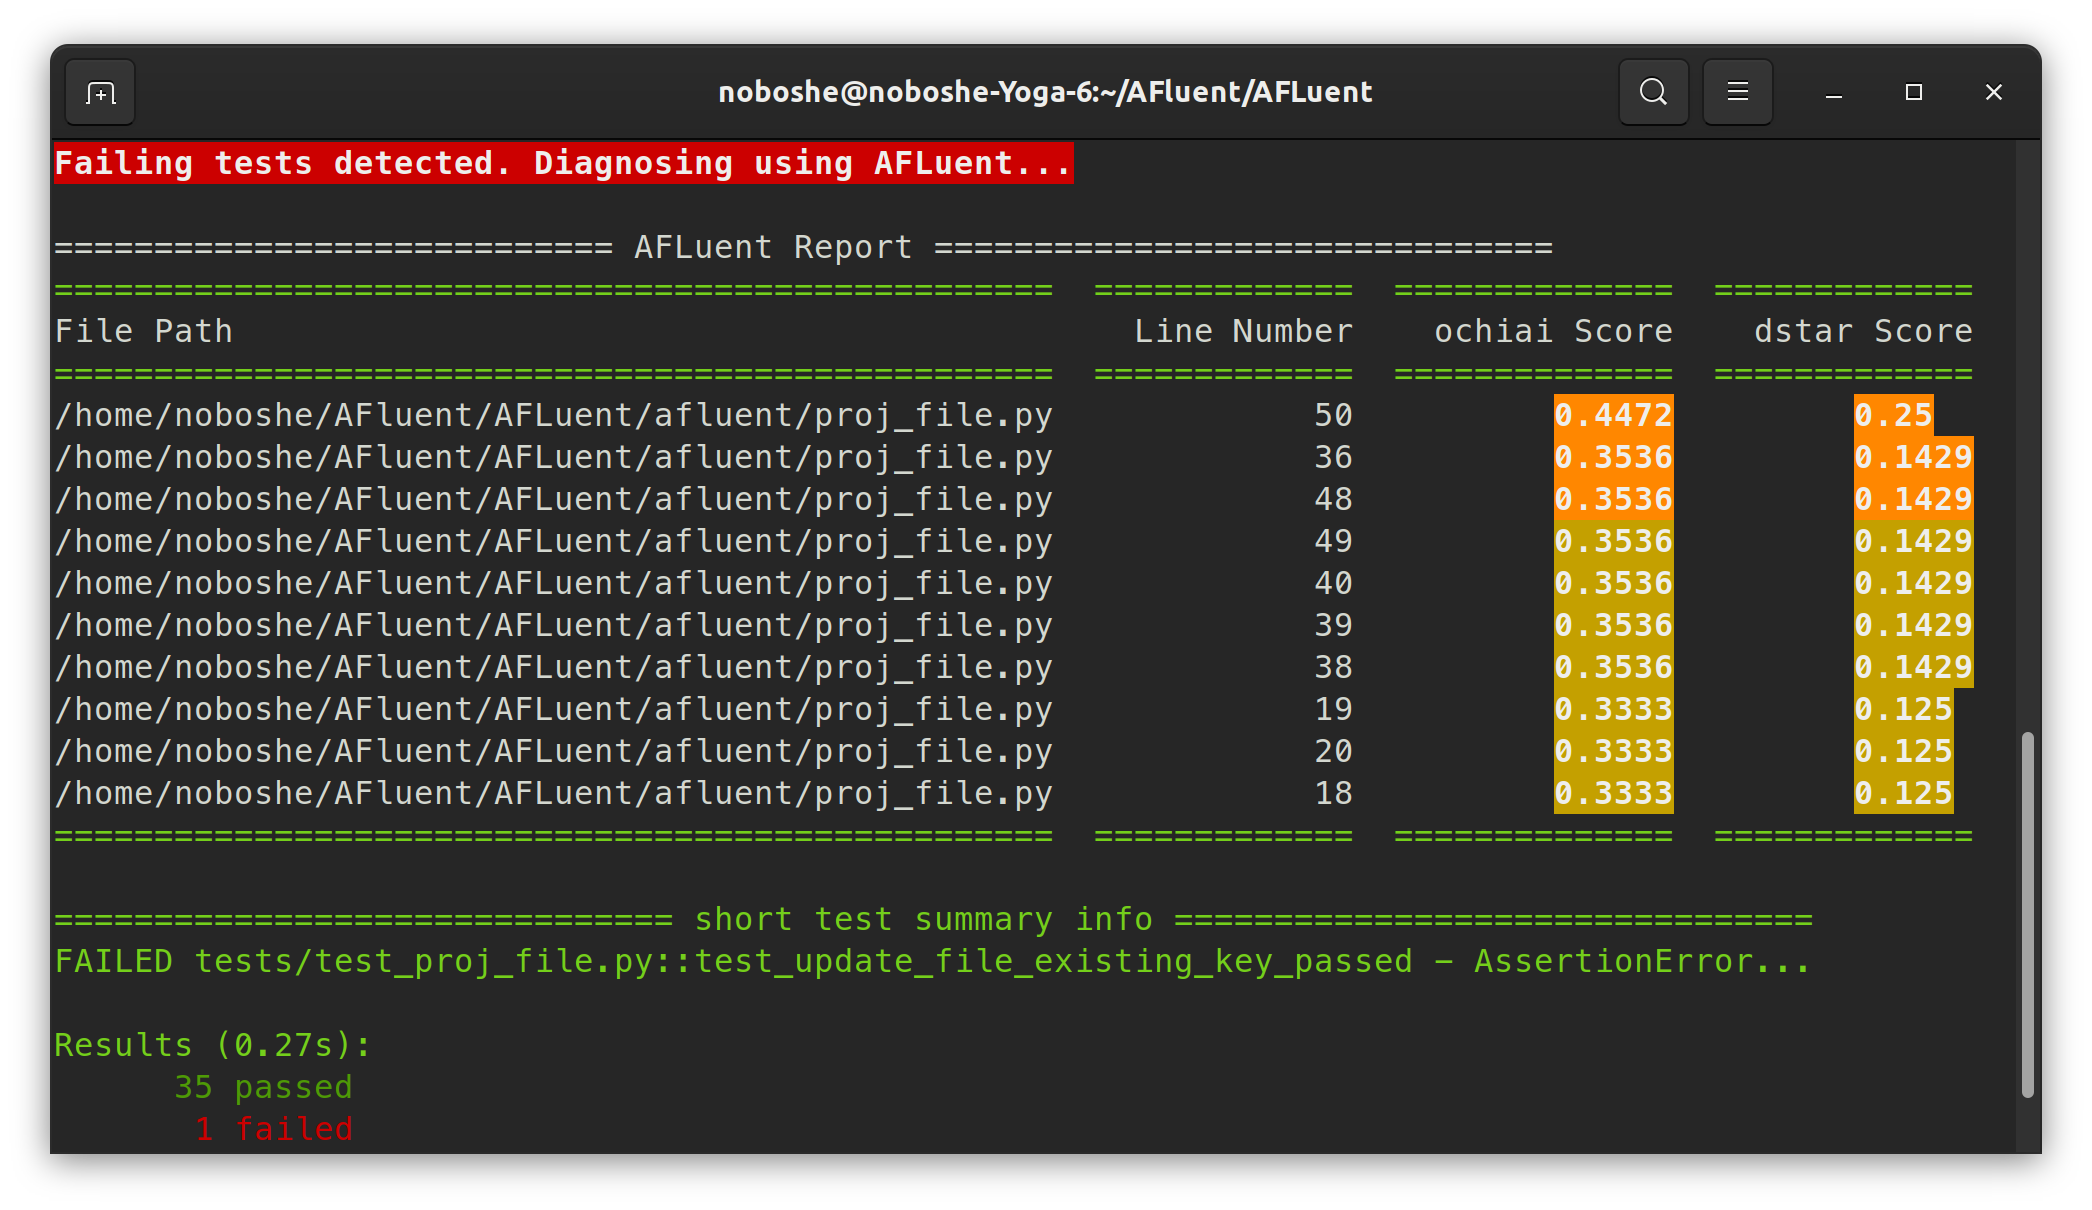 noboshe@noboshe-Yoga-6:~/AFluent/AFLuent
Failing tests detected. Diagnosing using AFLuent...
============================ AFLuent Report ===============================
==================================================  =============  ==============  =============
File Path                                             Line Number    ochiai Score    dstar Score
==================================================  =============  ==============  =============
/home/noboshe/AFluent/AFLuent/afluent/proj_file.py             50          0.4472         0.25
/home/noboshe/AFluent/AFLuent/afluent/proj_file.py             36          0.3536         0.1429
/home/noboshe/AFluent/AFLuent/afluent/proj_file.py             48          0.3536         0.1429
/home/noboshe/AFluent/AFLuent/afluent/proj_file.py             49          0.3536         0.1429
/home/noboshe/AFluent/AFLuent/afluent/proj_file.py             40          0.3536         0.1429
/home/noboshe/AFluent/AFLuent/afluent/proj_file.py             39          0.3536         0.1429
/home/noboshe/AFluent/AFLuent/afluent/proj_file.py             38          0.3536         0.1429
/home/noboshe/AFluent/AFLuent/afluent/proj_file.py             19          0.3333         0.125
/home/noboshe/AFluent/AFLuent/afluent/proj_file.py             20          0.3333         0.125
/home/noboshe/AFluent/AFLuent/afluent/proj_file.py             18          0.3333         0.125
==================================================  =============  ==============  =============
=============================== short test summary info ================================
FAILED tests/test_proj_file.py::test_update_file_existing_key_passed - AssertionError...
Results (0.27s):
      35 passed
       1 failed